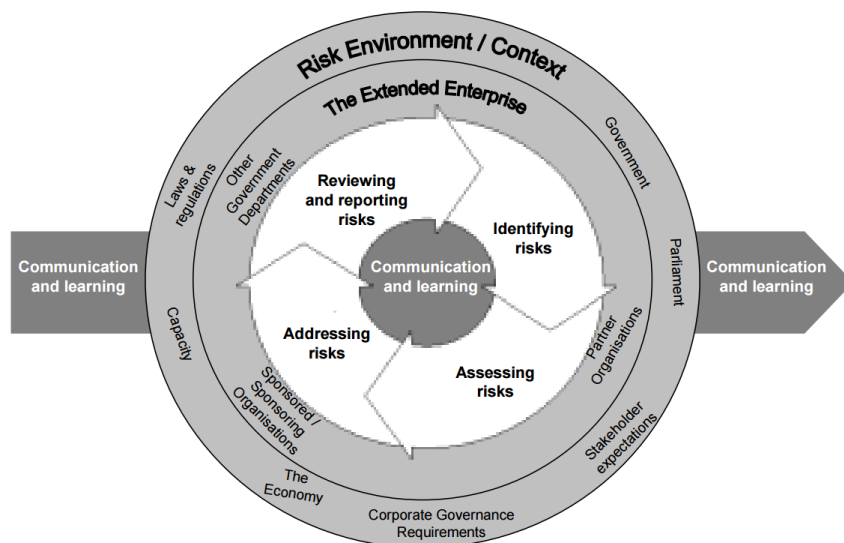 Risk Environment / Context
The Extended Enterprise
Government
Laws &
regulations
Other
Government
Departments
Reviewing
and reporting
risks
Identifying
risks
Parliament
Communication
and learning
Communication
and learning
Communication
and learning
Capacity
Addressing
risks
Assessing
risks
Partner
Organisations
Sponsored /
Sponsoring
Organisations
Stakeholder
expectations
The
Economy
Corporate Governance
Requirements